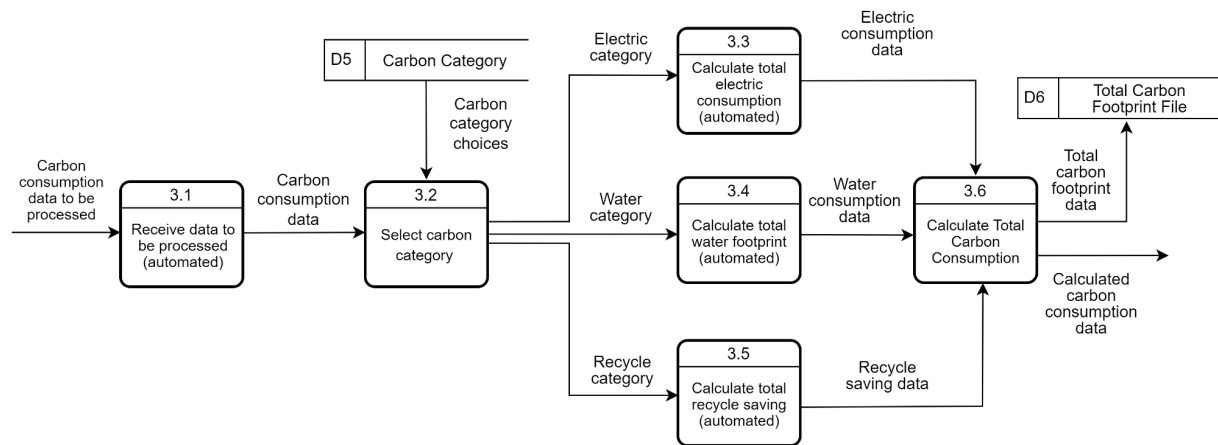 Carbon
consumption
data to be
processed
3.1
Receive data to
be processed
(automated)
Carbon
consumption
data
D5
Carbon Category
Carbon
category
choices
3.2
Select carbon
category
Electric
category
3.3
Calculate total
electric
consumption
(automated)
Electric
consumption
data
Water
category
3.4
Calculate total
water footprint
(automated)
Water
consumption
data
Recycle
category
3.5
Calculate total
recycle saving
(automated)
Recycle
saving data
3.6
Calculate Total
Carbon
Consumption
D6
Total Carbon
Footprint File
Total
carbon
footprint
data
Calculated
carbon
consumption
data